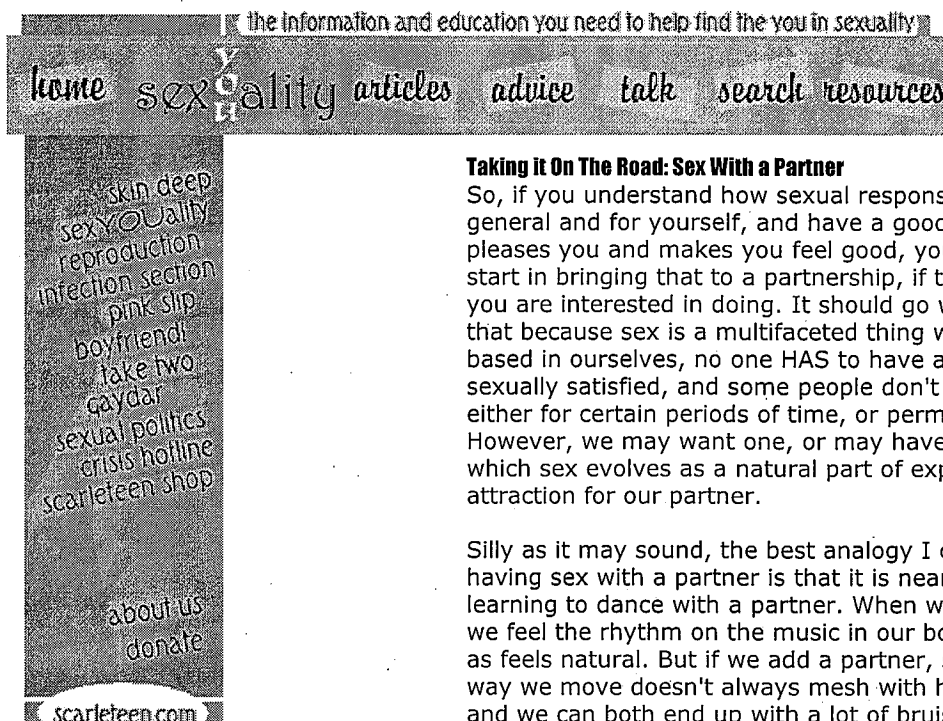 the information and education you need to help find the you in sexuality
home sexyouality articles advice talk search resources
skin deep
sexYOUality
reproduction
infection section
pink slip
boyfriend!
take two
gaydar
sexual politics
crisis hotline
scarleteen shop
about us
donate
scarleteen.com
Taking it On The Road: Sex With a Partner
So, if you understand how sexual respons
general and for yourself, and have a good
pleases you and makes you feel good, yo
start in bringing that to a partnership, if t
you are interested in doing. It should go w
that because sex is a multifaceted thing w
based in ourselves, no one HAS to have a
sexually satisfied, and some people don't
either for certain periods of time, or perm
However, we may want one, or may have
which sex evolves as a natural part of exp
attraction for our partner.
Silly as it may sound, the best analogy I c
having sex with a partner is that it is near
learning to dance with a partner. When w
we feel the rhythm on the music in our bo
as feels natural. But if we add a partner,
way we move doesn't always mesh with h
and we can both end up with a lot of bruis